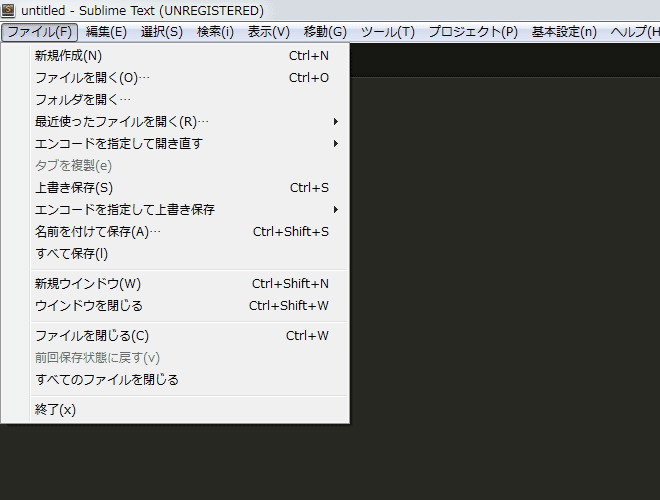 untitled - Sublime Text (UNREGISTERED)
ファイル(F) 編集(E) 選択(S) 検索(i) 表示(V) 移動(G) ツール(T) プロジェクト(P) 基本設定(n) ヘルプ(H
新規作成(N) Ctrl+N
ファイルを開く(O)… Ctrl+O
フォルダを開く…
最近使ったファイルを開く(R)…
エンコードを指定して開き直す
タブを複製(e)
上書き保存(S) Ctrl+S
エンコードを指定して上書き保存
名前を付けて保存(A)… Ctrl+Shift+S
すべて保存(l)
新規ウインドウ(W) Ctrl+Shift+N
ウインドウを閉じる Ctrl+Shift+W
ファイルを閉じる(C) Ctrl+W
前回保存状態に戻す(v)
すべてのファイルを閉じる
終了(x)